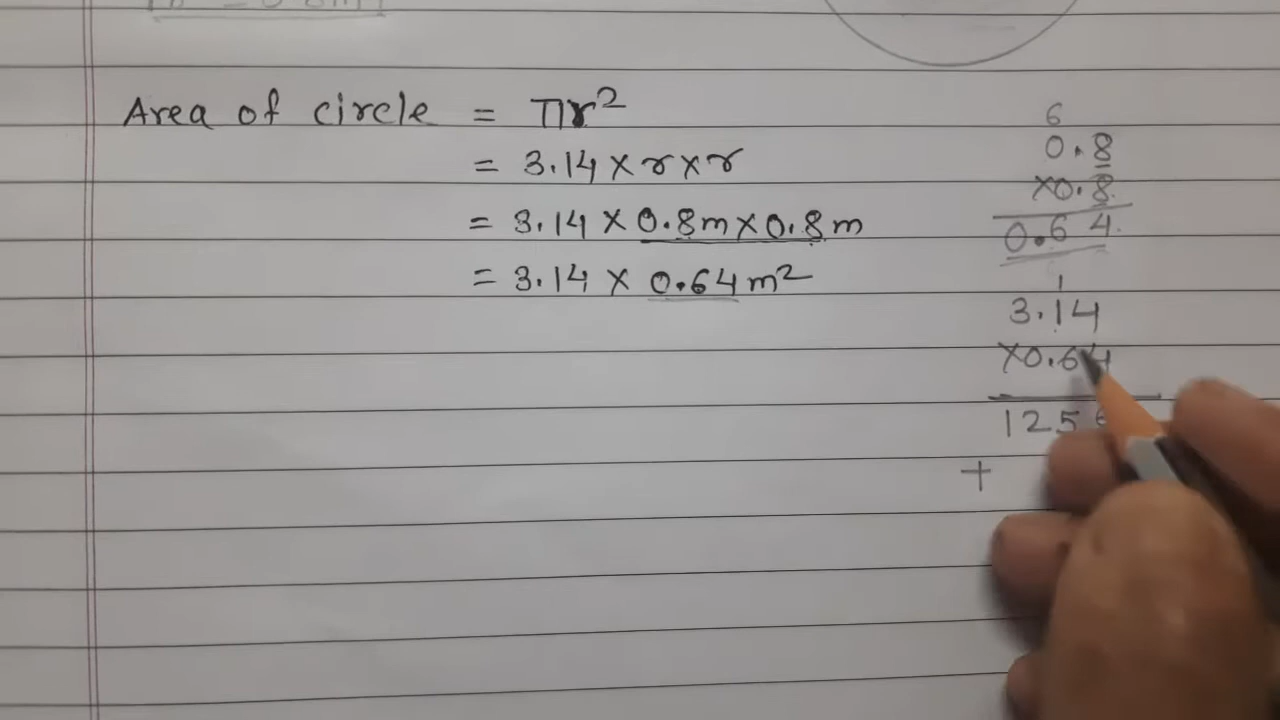 Area of circle = πr²
= 3.14 × r × r
= 3.14 × 0.8m × 0.8m
= 3.14 × 0.64 m²
6
0.8
×0.8
0.64
1
3.14
×0.64
125
+